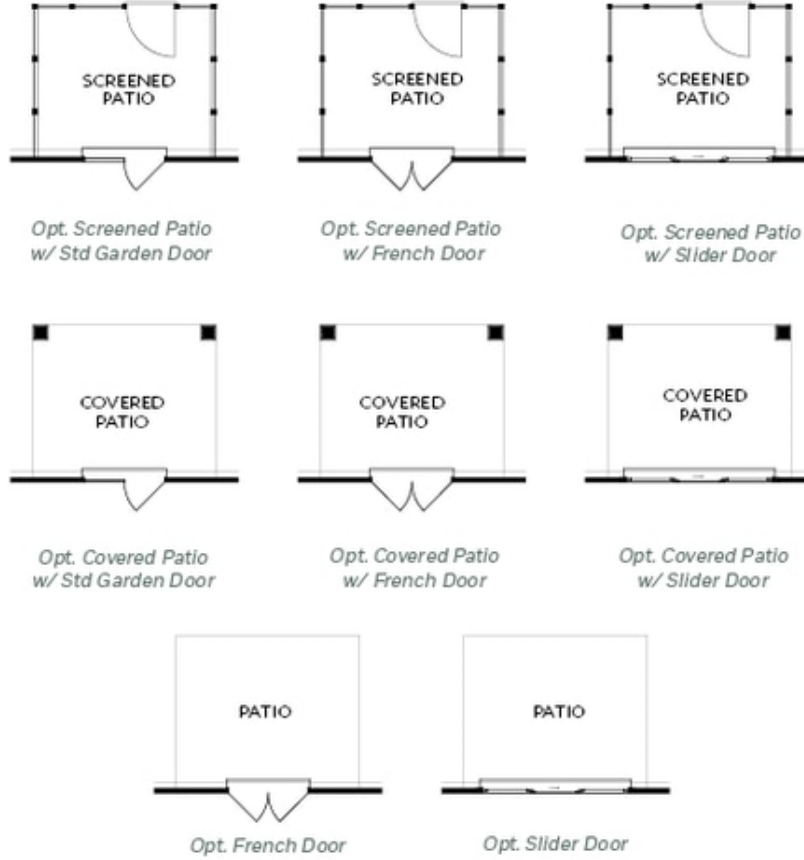 SCREENED
PATIO
SCREENED
PATIO
SCREENED
PATIO
Opt. Screened Patio
w/ Std Garden Door
Opt. Screened Patio
w/ French Door
Opt. Screened Patio
w/ Slider Door
COVERED
PATIO
COVERED
PATIO
COVERED
PATIO
Opt. Covered Patio
w/ Std Garden Door
Opt. Covered Patio
w/ French Door
Opt. Covered Patio
w/ Slider Door
PATIO
PATIO
Opt. French Door
Opt. Slider Door